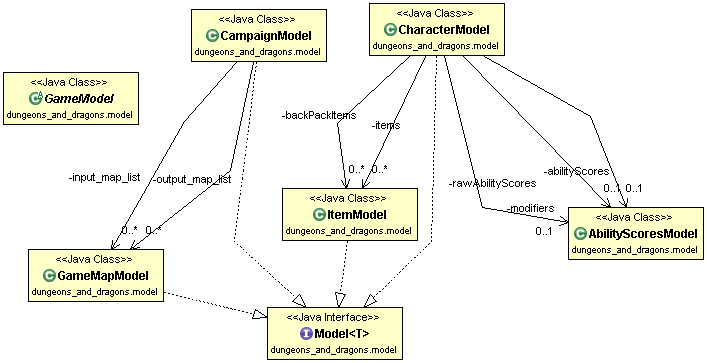 <<Java Class>>
CampaignModel
dungeons_and_dragons.model
<<Java Class>>
CharacterModel
dungeons_and_dragons.model
<<Java Class>>
GameModel
dungeons_and_dragons.model
-backPackItems
-items
-input_map_list
-output_map_list
0..*
0..*
0..*
0..*
-rawAbilityScores
-abilityScores
-modifiers
0..1
0..1
0..1
<<Java Class>>
ItemModel
dungeons_and_dragons.model
<<Java Class>>
AbilityScoresModel
dungeons_and_dragons.model
<<Java Class>>
GameMapModel
dungeons_and_dragons.model
<<Java Interface>>
Model<T>
dungeons_and_dragons.model